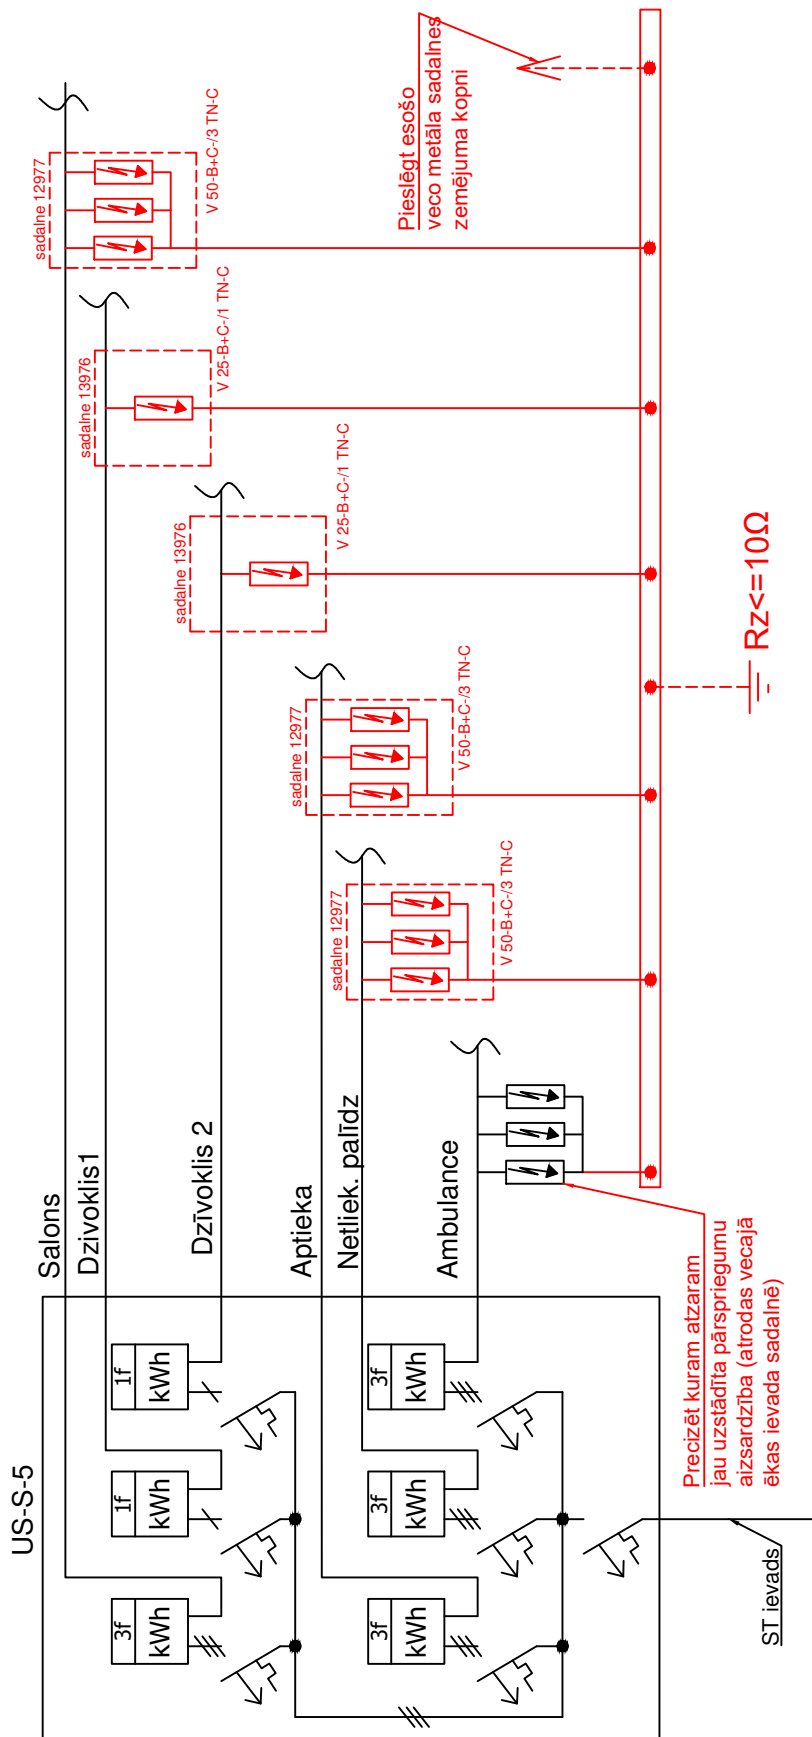 US-S-5
3f
kWh
1f
kWh
1f
kWh
3f
kWh
3f
kWh
3f
kWh
ST ievads
Salons
Dzivoklis1
Dzīvoklis 2
Aptieka
Netliek. palīdz
Ambulance
Precizēt kuram atzaram
jau uzstādīta pārspriegumu
aizsardzība (atrodas vecajā
ēkas ievada sadalnē)
sadalne 12977
V 50-B+C-/3 TN-C
sadalne 12977
V 50-B+C-/3 TN-C
sadalne 13976
V 25-B+C-/1 TN-C
sadalne 13976
V 25-B+C-/1 TN-C
sadalne 12977
V 50-B+C-/3 TN-C
Rz<=10Ω
Pieslēgt esošo
veco metāla sadalnes
zemējuma kopni